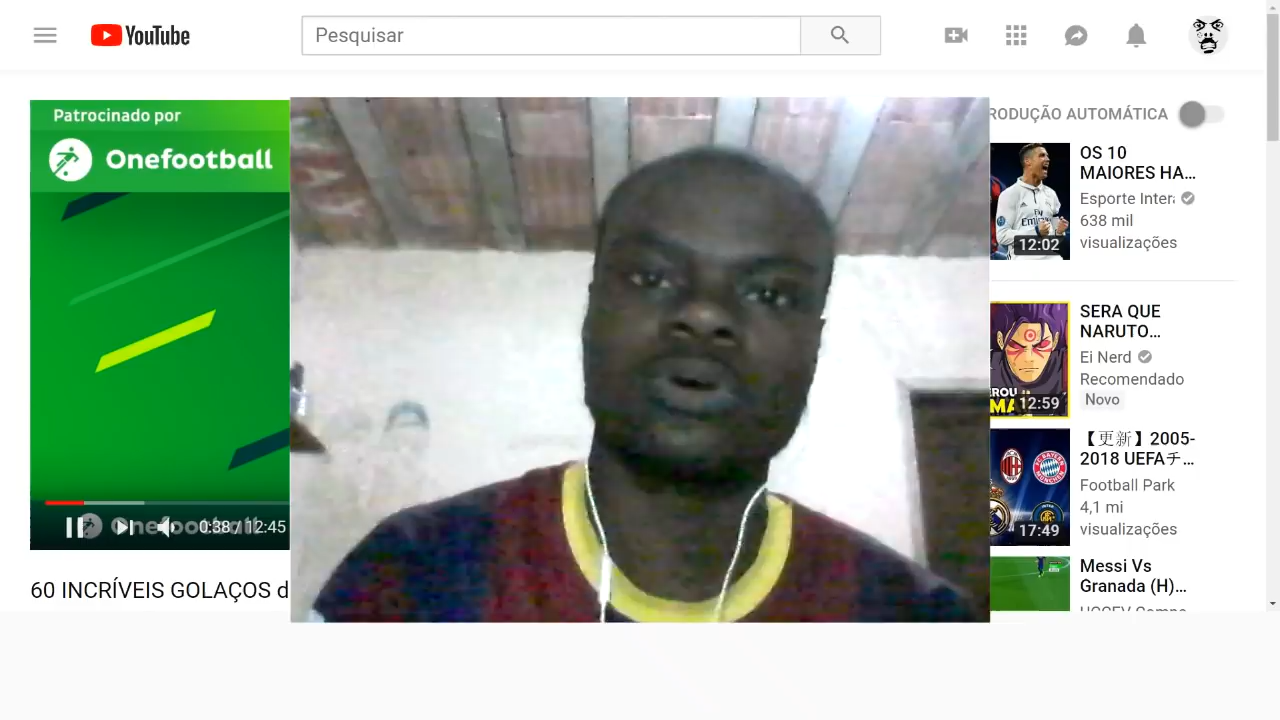 YouTube
Pesquisar
Patrocinado por
Onefootball
RODUÇÃO AUTOMÁTICA
12:02
OS 10
MAIORES HA...
Esporte Inter
638 mil
visualizações
12:59
SERA QUE
NARUTO...
Ei Nerd
Recomendado
Novo
17:49
【更新】2005-
2018 UEFAチ...
Football Park
4,1 mi
visualizações
Onefootball
0:38 / 12:45
Messi Vs
Granada (H)...
60 INCRÍVEIS GOLAÇOS d